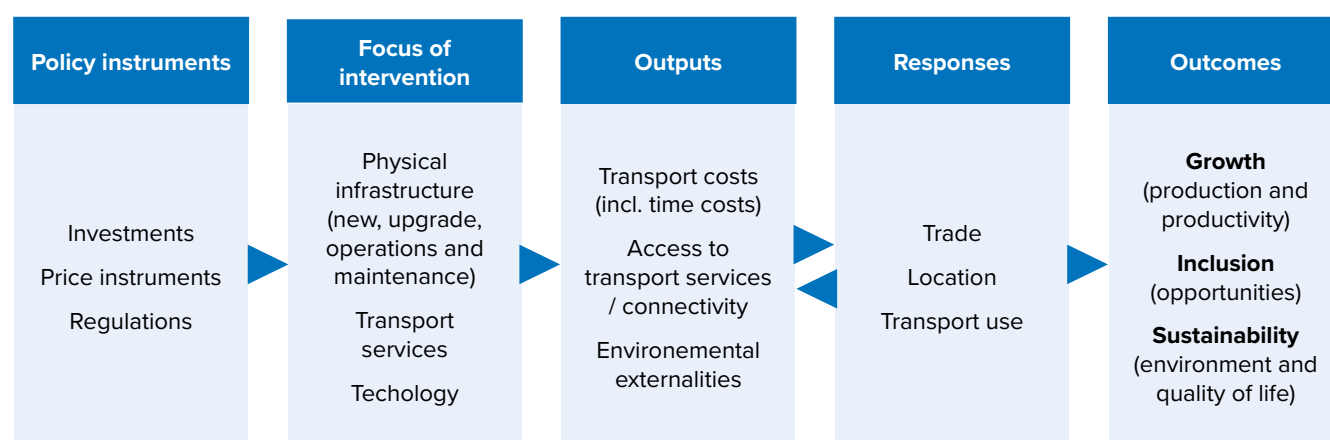 Policy instruments
Investments
Price instruments
Regulations
Focus of
intervention
Physical
infrastructure
(new, upgrade,
operations and
maintenance)
Transport
services
Techology
Outputs
Transport costs
(incl. time costs)
Access to
transport services
/ connectivity
Environemental
externalities
Responses
Trade
Location
Transport use
Outcomes
Growth
(production and
productivity)
Inclusion
(opportunities)
Sustainability
(environment and
quality of life)